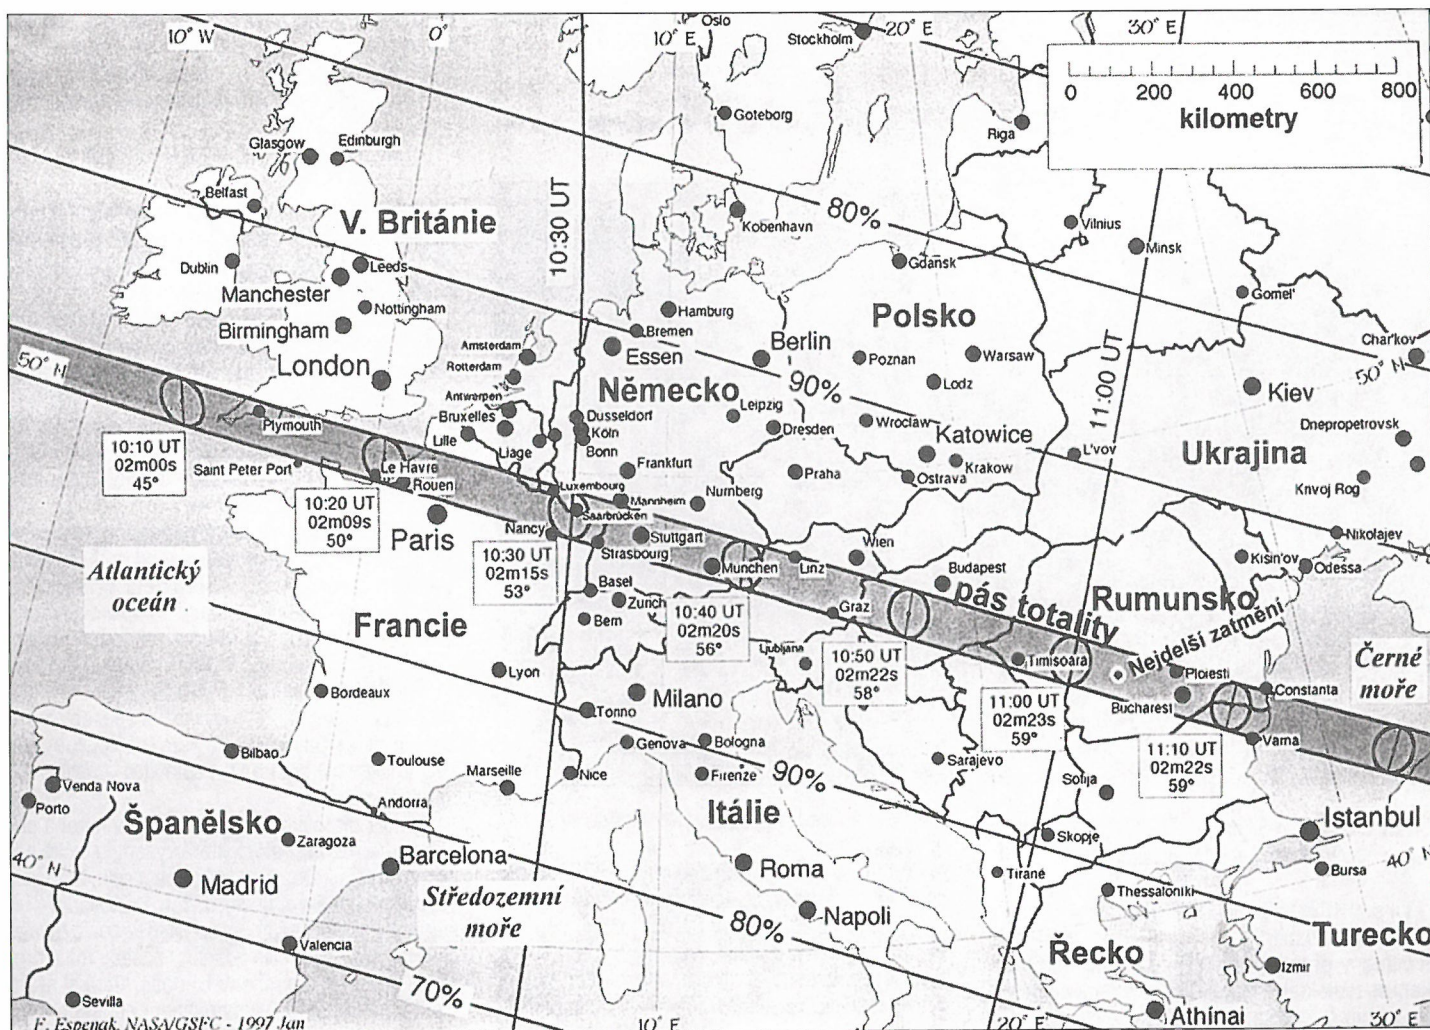 10° W
0°
10° E
Oslo
Stockholm
20° E
30° E
0 200 400 600 800
kilometry
Goteborg
Riga
Glasgow
Edinburgh
Belfast
V. Británie
10:30 UT
80%
Kobenhavn
Vilnius
Minsk
Dublin
Leeds
Manchester
Nottingham
Birmingham
Gdansk
Gomel'
Hamburg
Bremen
Polsko
11:00 UT
Char'kov
50° N
London
Amsterdam
Rotterdam
Essen
Berlin
Poznan
Warsaw
Lodz
90%
Německo
Kiev
50° N
Antwerpen
Bruxelles
Plymouth
Lille
Liage
Dusseldorf
Köln
Bonn
Leipzig
Dresden
Wroclaw
Katowice
Krakow
Ostrava
L'vov
Ukrajina
Dnepropetrovsk
Krivoj Rog
10:10 UT
02m00s
45°
Saint Peter Port
Le Havre
Rouen
Frankfurt
Praha
Luxembourg
Mannheim
Nurnberg
Saarbrücken
10:20 UT
02m09s
50°
Paris
Nancy
Stuttgart
Strasbourg
Wien
Nikolajev
Kisin'ov
Odessa
Atlantický
oceán
10:30 UT
02m15s
53°
Munchen
Linz
Budapest
pás totality
Rumunsko
Basel
Zurich
Bern
Francie
10:40 UT
02m20s
56°
Graz
Ljubljana
10:50 UT
02m22s
58°
Timisoara
Nejdelší zatmění
Ploiesti
Bucharest
Constanta
Černé
moře
Lyon
Bordeaux
Milano
Torino
Genova
Bologna
11:00 UT
02m23s
59°
11:10 UT
02m22s
59°
Varna
Bilbao
Toulouse
Marseille
Nice
Firenze
90%
Sarajevo
Sofija
Venda Nova
Porto
Andorra
Španělsko
Zaragoza
Itálie
Skopje
Istanbul
40° N
Madrid
Barcelona
Středozemní
moře
Roma
Tirané
Thessaloniki
40° N
Bursa
Napoli
80%
Valencia
Řecko
Turecko
Izmir
Sevilla
70%
Athínai
F. Espenak, NASA/GSFC - 1997 Jan
10° E
20° E
30° E